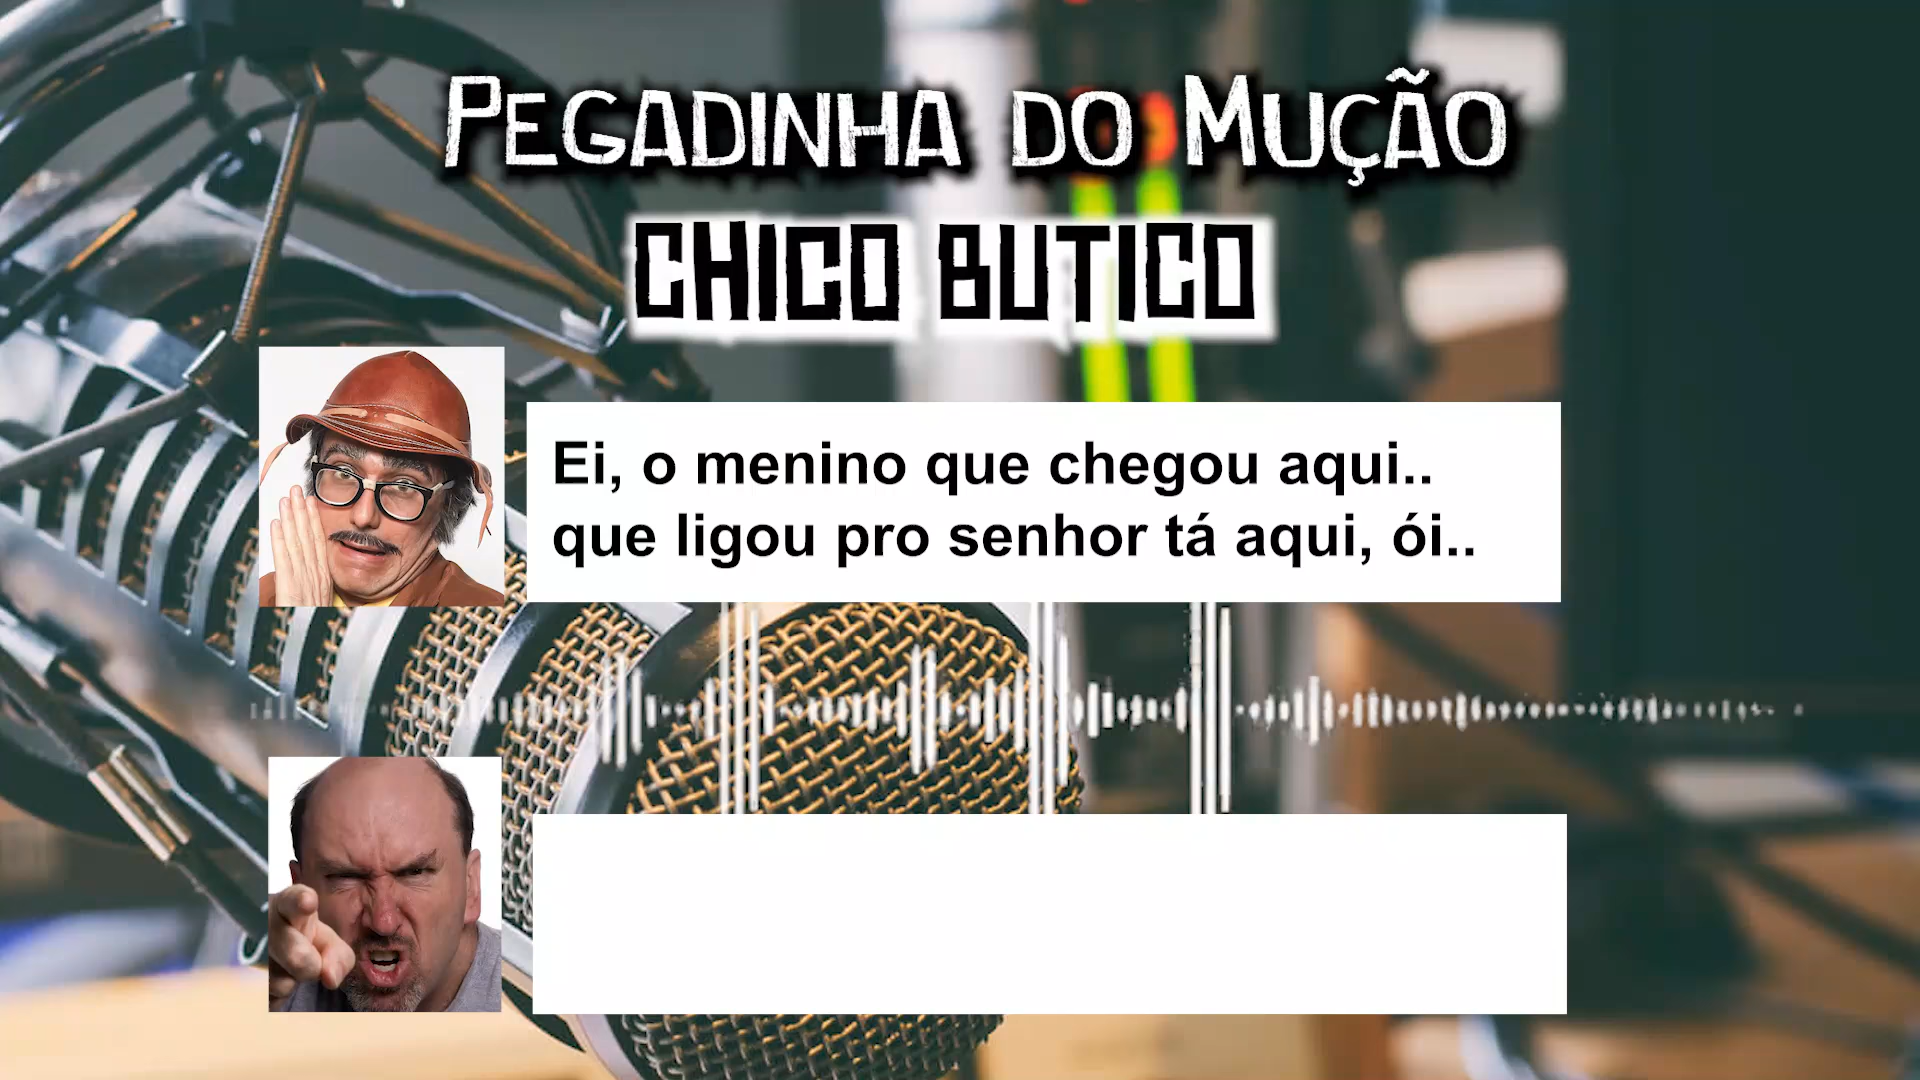 PEGADINHA DO MUÇÃO
CHICO BUTICO
Ei, o menino que chegou aqui..
que ligou pro senhor tá aqui, ói..